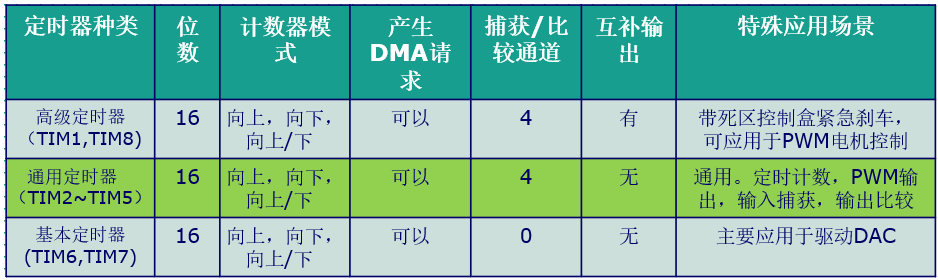 定时器种类
位
数
计数器模
式
产生
DMA请
求
捕获/比
较通道
互补输
出
特殊应用场景
高级定时器
（TIM1,TIM8)
16
向上，向下，
向上/下
可以
4
有
带死区控制盒紧急刹车，
可应用于PWM电机控制
通用定时器
（TIM2~TIM5）
16
向上，向下，
向上/下
可以
4
无
通用。定时计数，PWM输
出，输入捕获，输出比较
基本定时器
(TIM6,TIM7)
16
向上，向下，
向上/下
可以
0
无
主要应用于驱动DAC